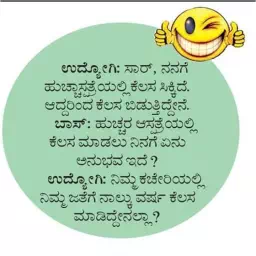 ಉದ್ಯೋಗಿ: ಸಾರ್, ನನಗೆ
ಹುಚ್ಚಾಸ್ಪತ್ರೆಯಲ್ಲಿ ಕೆಲಸ ಸಿಕ್ಕಿದೆ.
ಆದ್ದರಿಂದ ಕೆಲಸ ಬಿಡುತ್ತಿದ್ದೇನೆ.
ಬಾಸ್: ಹುಚ್ಚರ ಆಸ್ಪತ್ರೆಯಲ್ಲಿ
ಕೆಲಸ ಮಾಡಲು ನಿನಗೆ ಏನು
ಅನುಭವ ಇದೆ ?
ಉದ್ಯೋಗಿ: ನಿಮ್ಮ ಕಚೇರಿಯಲ್ಲಿ
ನಿಮ್ಮ ಜತೆಗೆ ನಾಲ್ಕು ವರ್ಷ ಕೆಲಸ
ಮಾಡಿದ್ದೇನಲ್ಲಾ ?